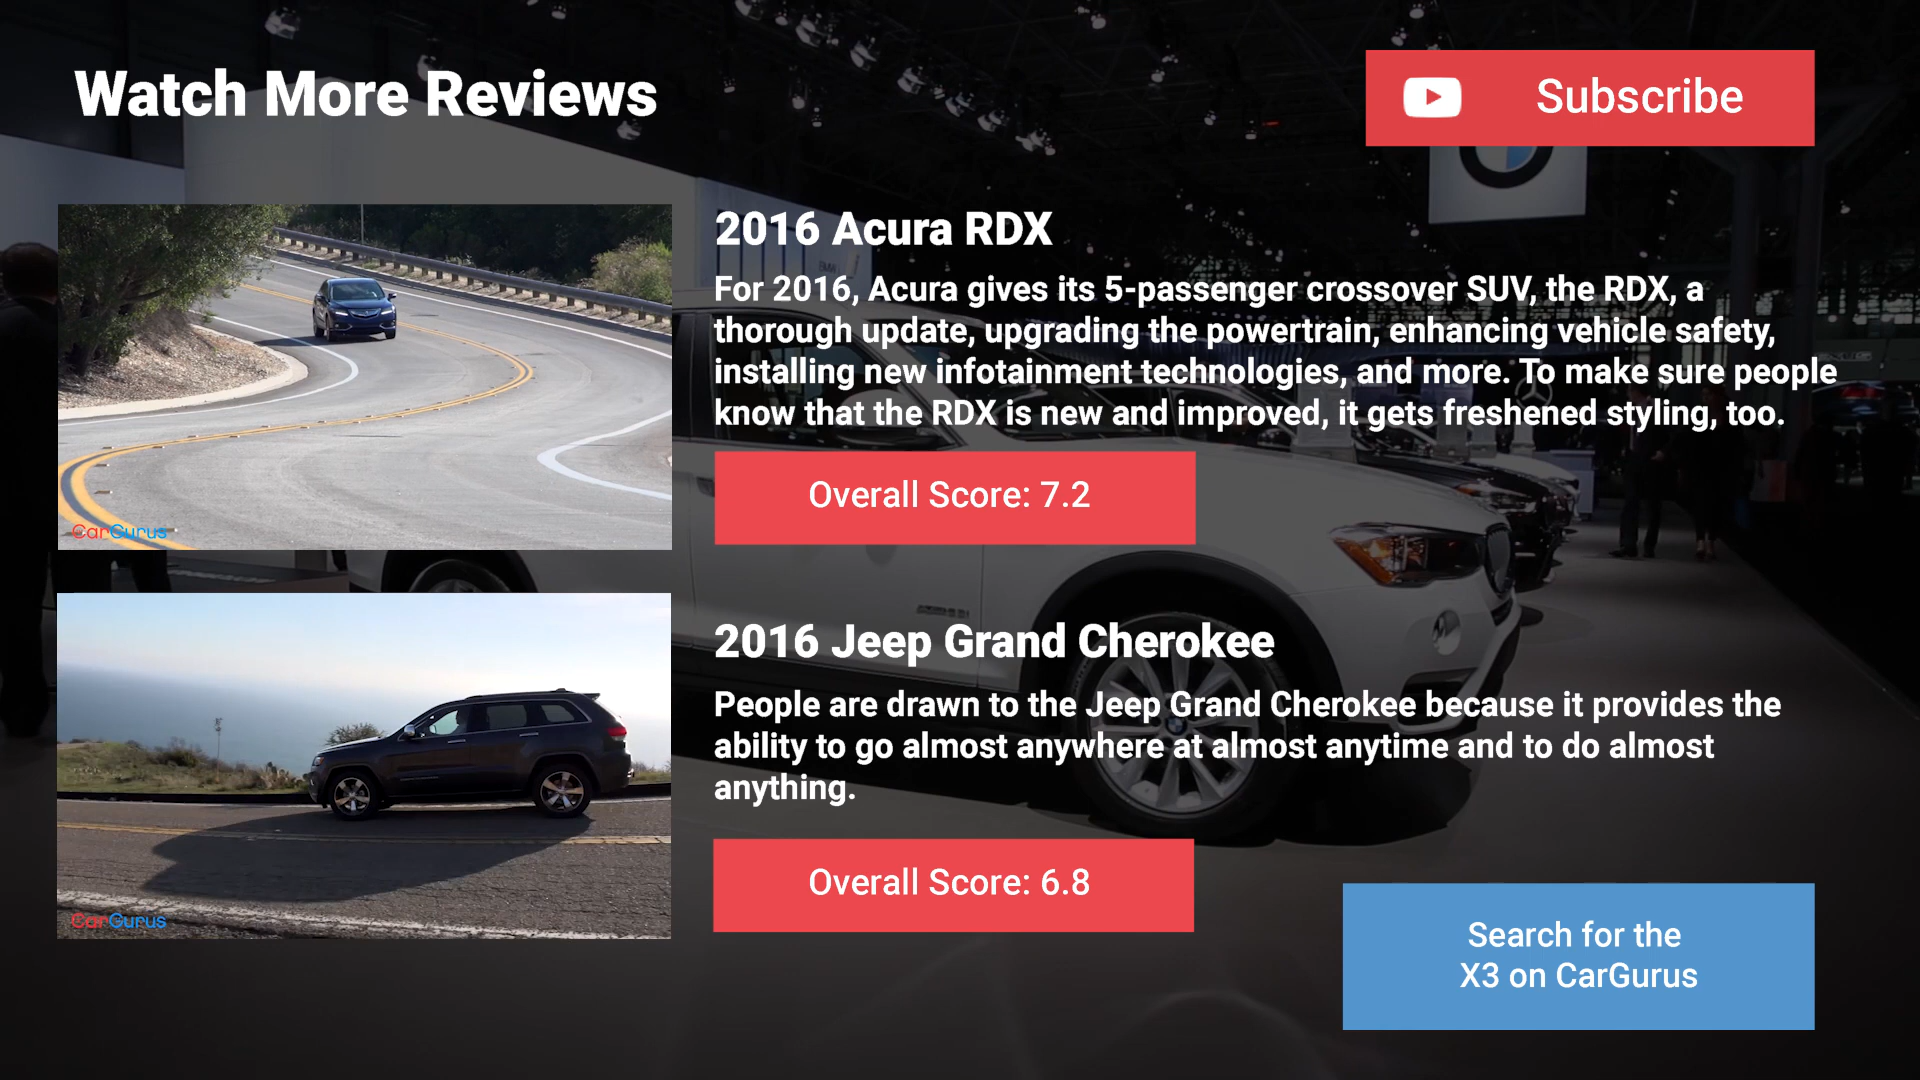 Watch More Reviews
Subscribe
2016 Acura RDX
For 2016, Acura gives its 5-passenger crossover SUV, the RDX, a
thorough update, upgrading the powertrain, enhancing vehicle safety,
installing new infotainment technologies, and more. To make sure people
know that the RDX is new and improved, it gets freshened styling, too.
CarGurus
Overall Score: 7.2
2016 Jeep Grand Cherokee
People are drawn to the Jeep Grand Cherokee because it provides the
ability to go almost anywhere at almost anytime and to do almost
anything.
CarGurus
Overall Score: 6.8
Search for the
X3 on CarGurus